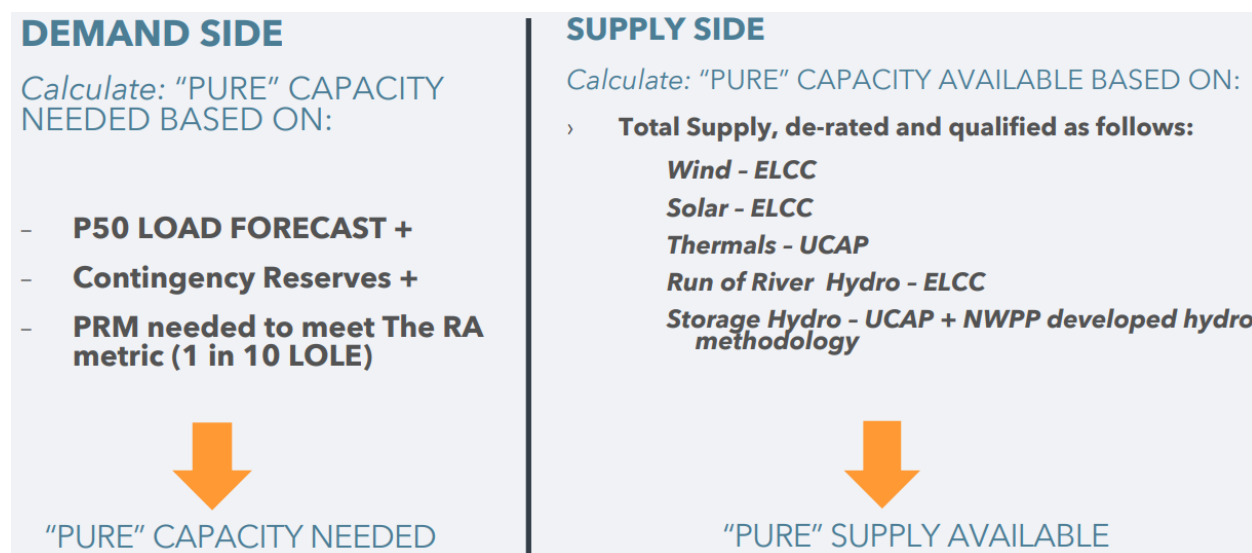 DEMAND SIDE
Calculate: “PURE” CAPACITY
NEEDED BASED ON:
– P50 LOAD FORECAST +
– Contingency Reserves +
– PRM needed to meet The RA
metric (1 in 10 LOLE)
“PURE” CAPACITY NEEDED
SUPPLY SIDE
Calculate: “PURE” CAPACITY AVAILABLE BASED ON:
› Total Supply, de-rated and qualified as follows:
Wind – ELCC
Solar – ELCC
Thermals – UCAP
Run of River Hydro – ELCC
Storage Hydro – UCAP + NWPP developed hydro
methodology
“PURE” SUPPLY AVAILABLE